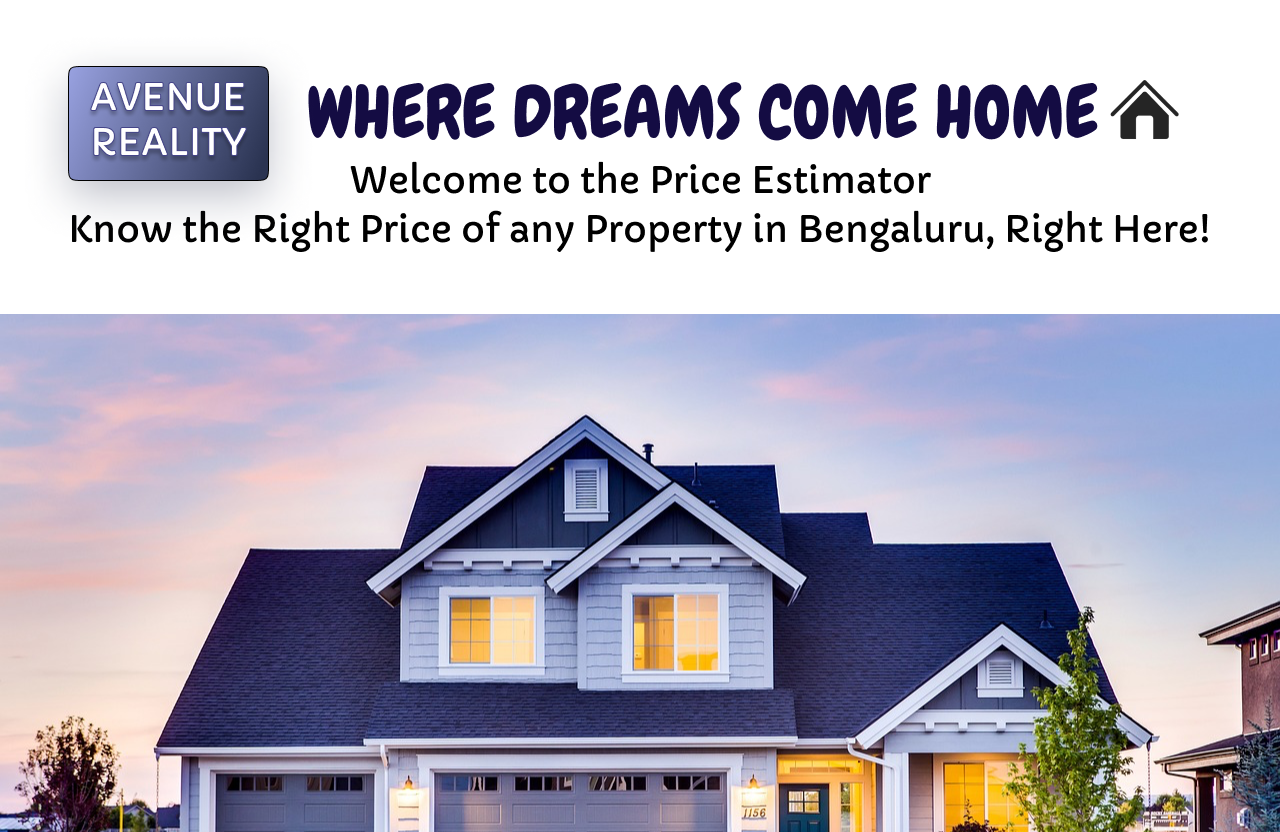 AVENUE
REALITY
WHERE DREAMS COME HOME
Welcome to the Price Estimator
Know the Right Price of any Property in Bengaluru, Right Here!
1156